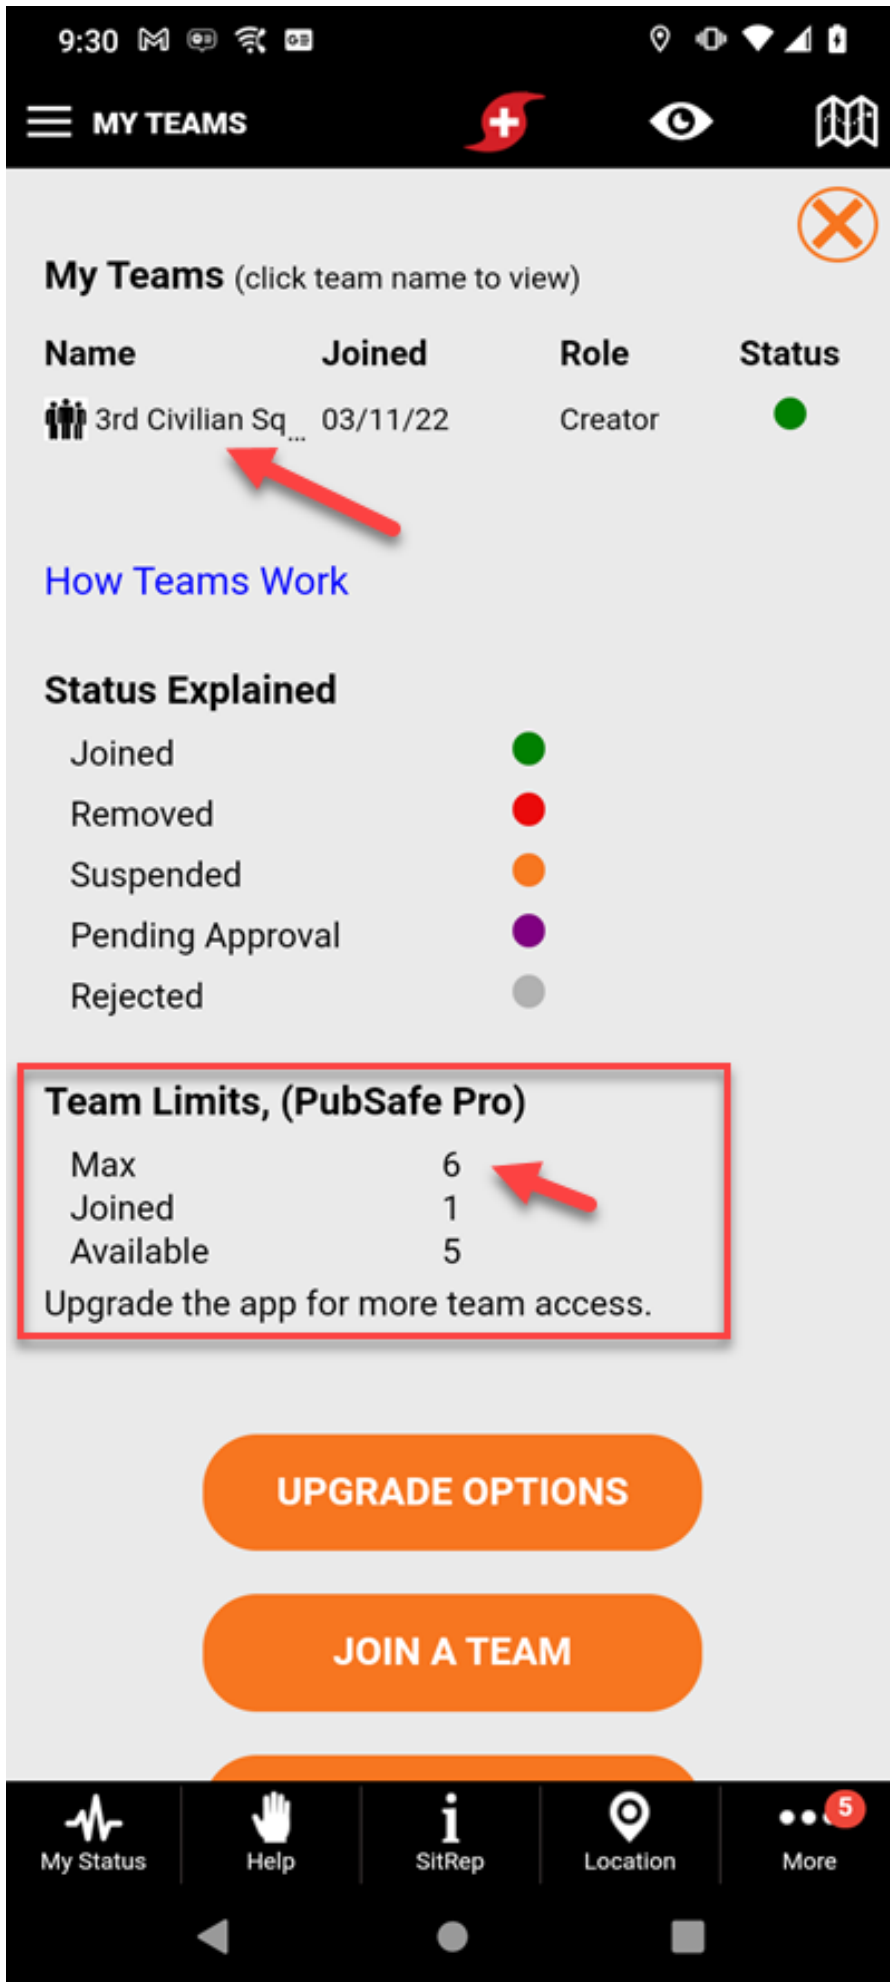 9:30
MY TEAMS
My Teams (click team name to view)
Name Joined Role Status
3rd Civilian Sq... 03/11/22 Creator
How Teams Work
Status Explained
Joined
Removed
Suspended
Pending Approval
Rejected
Team Limits, (PubSafe Pro)
Max 6
Joined 1
Available 5
Upgrade the app for more team access.
UPGRADE OPTIONS
JOIN A TEAM
5
My Status Help SitRep Location More